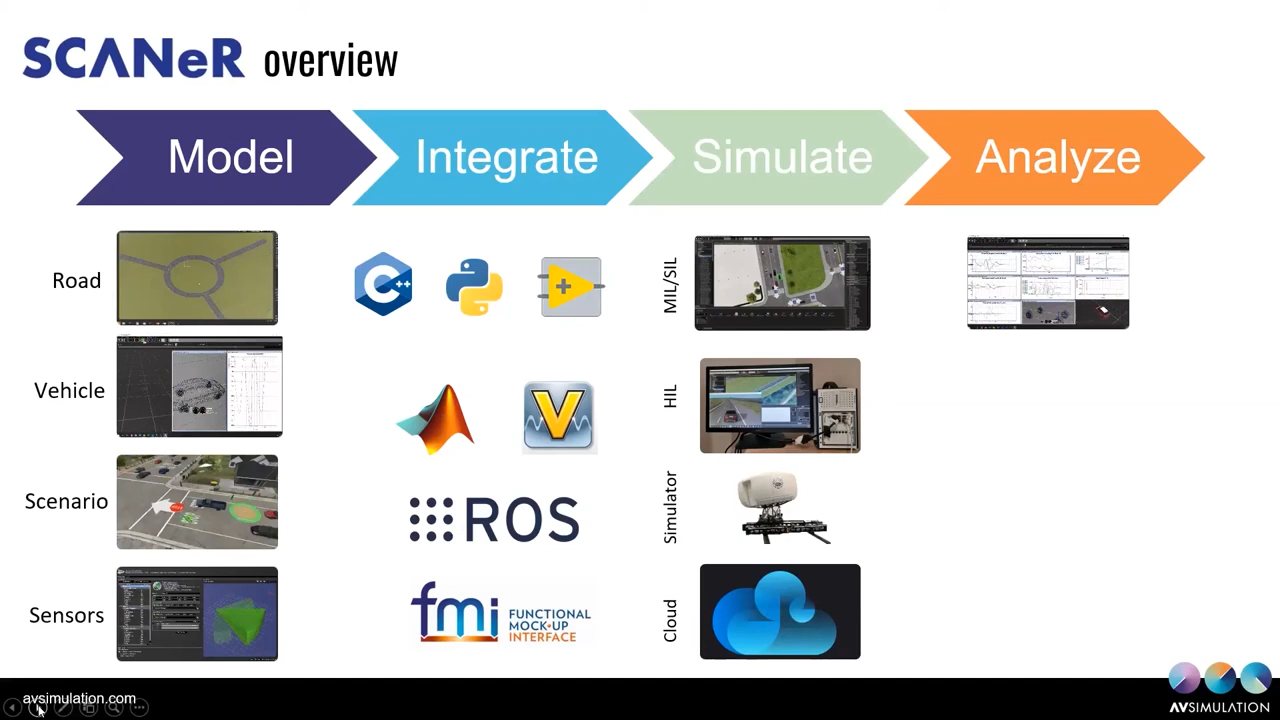 SCANeR overview
Model
Integrate
Simulate
Analyze
Road
Vehicle
Scenario
Sensors
C++
V
ROS
fmi FUNCTIONAL
MOCK-UP
INTERFACE
MIL/SIL
HIL
Simulator
Cloud
avsimulation.com
AVSIMULATION